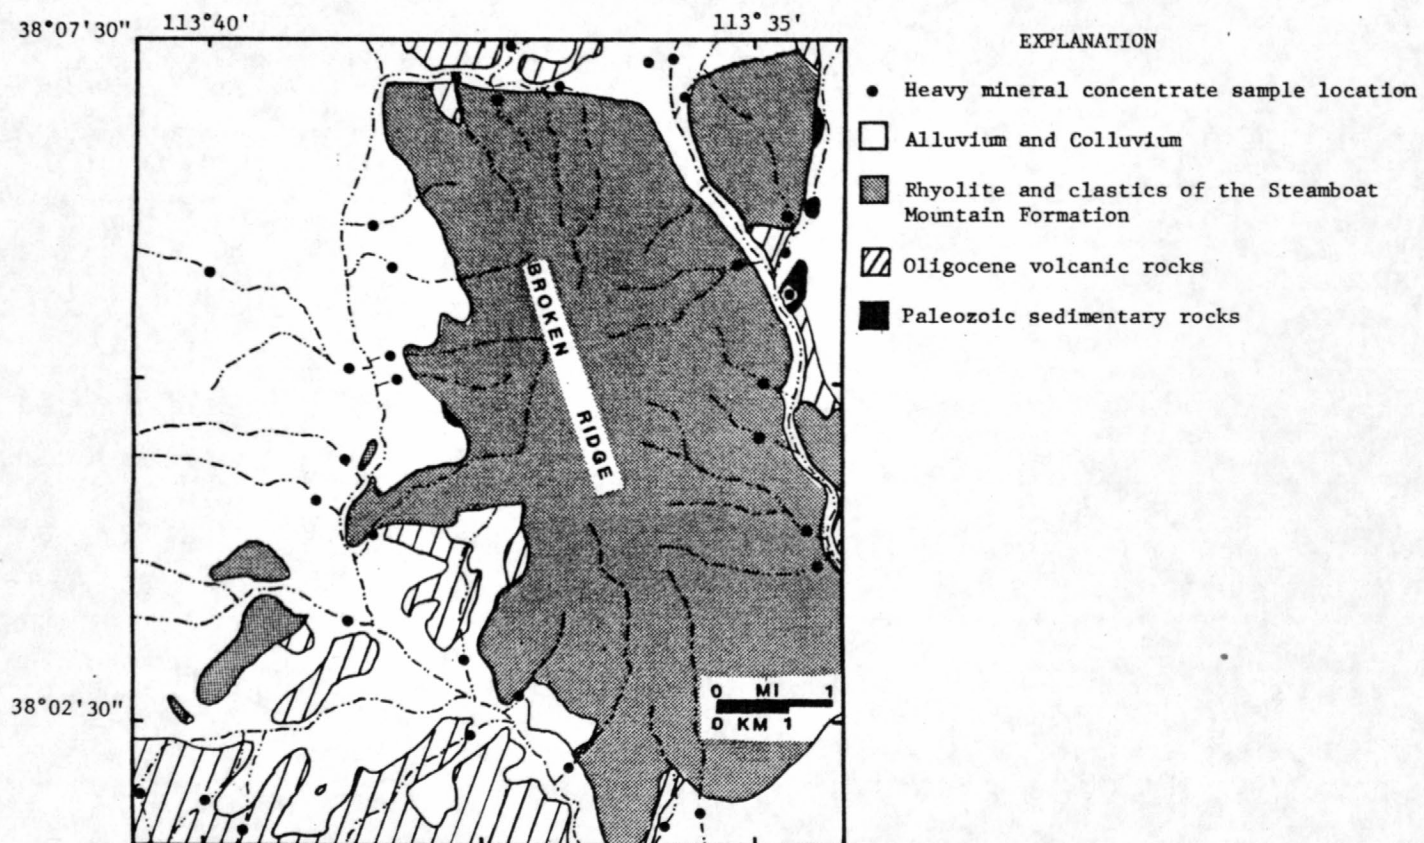 113°40' 113°35'
38°07'30"
EXPLANATION
Heavy mineral concentrate sample location
Alluvium and Colluvium
Rhyolite and clastics of the Steamboat
Mountain Formation
Oligocene volcanic rocks
Paleozoic sedimentary rocks
BROKEN RIDGE
38°02'30"
0 MI 1
0 KM 1